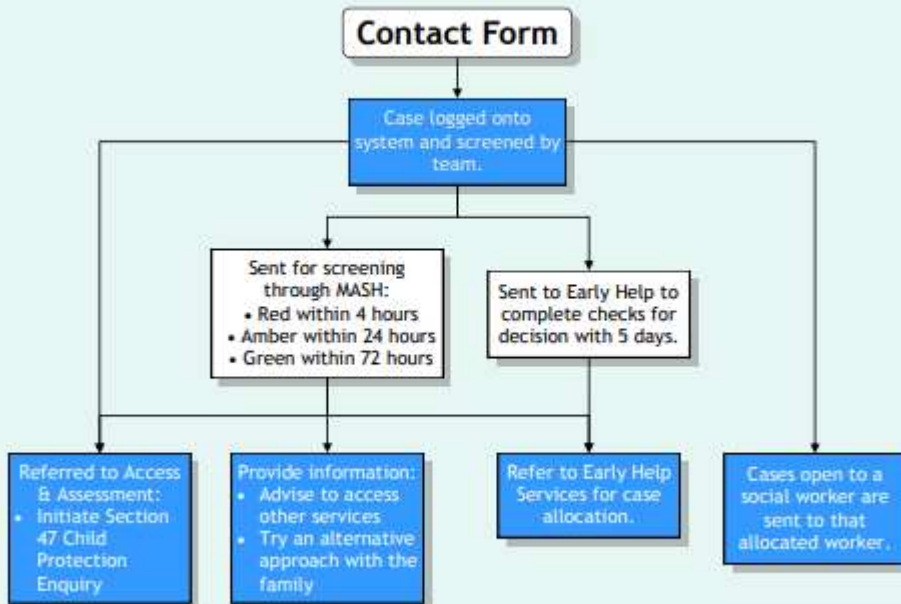 Contact Form
Case logged onto
system and screened by
team.
Sent for screening
through MASH:
• Red within 4 hours
• Amber within 24 hours
• Green within 72 hours
Sent to Early Help to
complete checks for
decision with 5 days.
Referred to Access
& Assessment:
• Initiate Section
47 Child
Protection
Enquiry
Provide information:
• Advise to access
other services
• Try an alternative
approach with the
family
Refer to Early Help
Services for case
allocation.
Cases open to a
social worker are
sent to that
allocated worker.